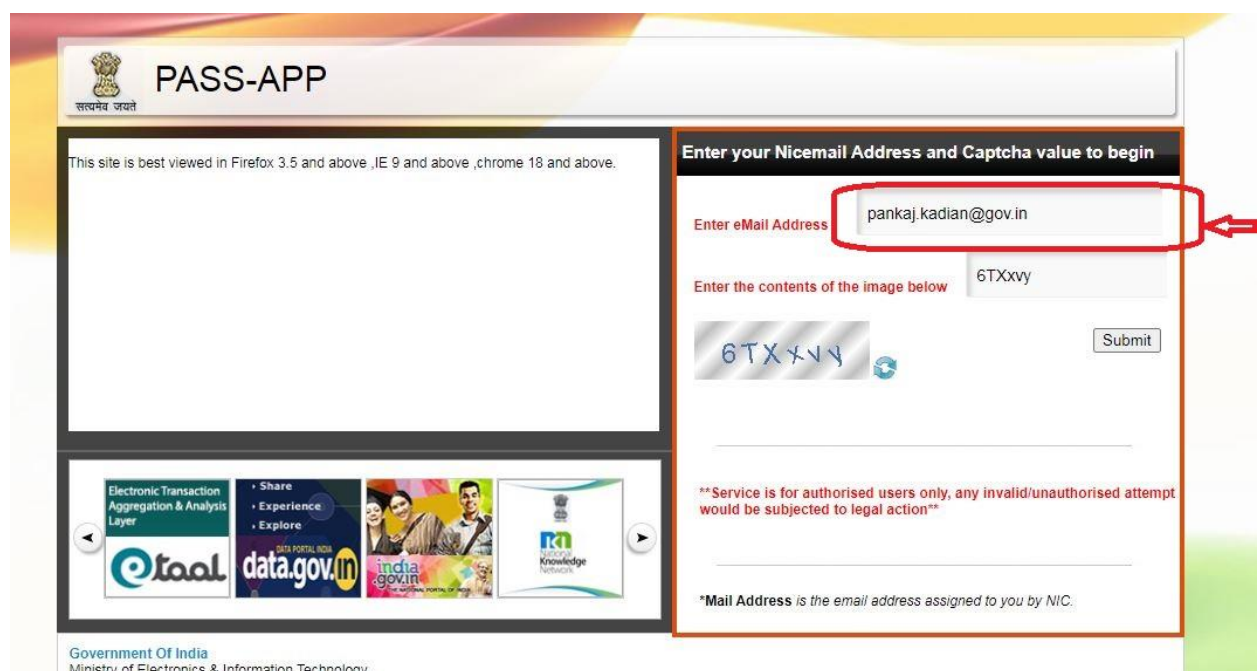 सत्यमेव जयते
PASS-APP
This site is best viewed in Firefox 3.5 and above ,IE 9 and above ,chrome 18 and above.
Enter your Nicemail Address and Captcha value to begin
Enter eMail Address
pankaj.kadian@gov.in
Enter the contents of the image below
6TXxvy
6TXxvy
Submit
**Service is for authorised users only, any invalid/unauthorised attempt
would be subjected to legal action**
*Mail Address is the email address assigned to you by NIC.
Electronic Transaction
Aggregation & Analysis
Layer
etaal
Share
Experience
Explore
DATA PORTAL INDIA
data.gov.in
india
.gov.in
THE NATIONAL PORTAL OF INDIA
National
Knowledge
Network
Government Of India
Ministry of Electronics & Information Technology